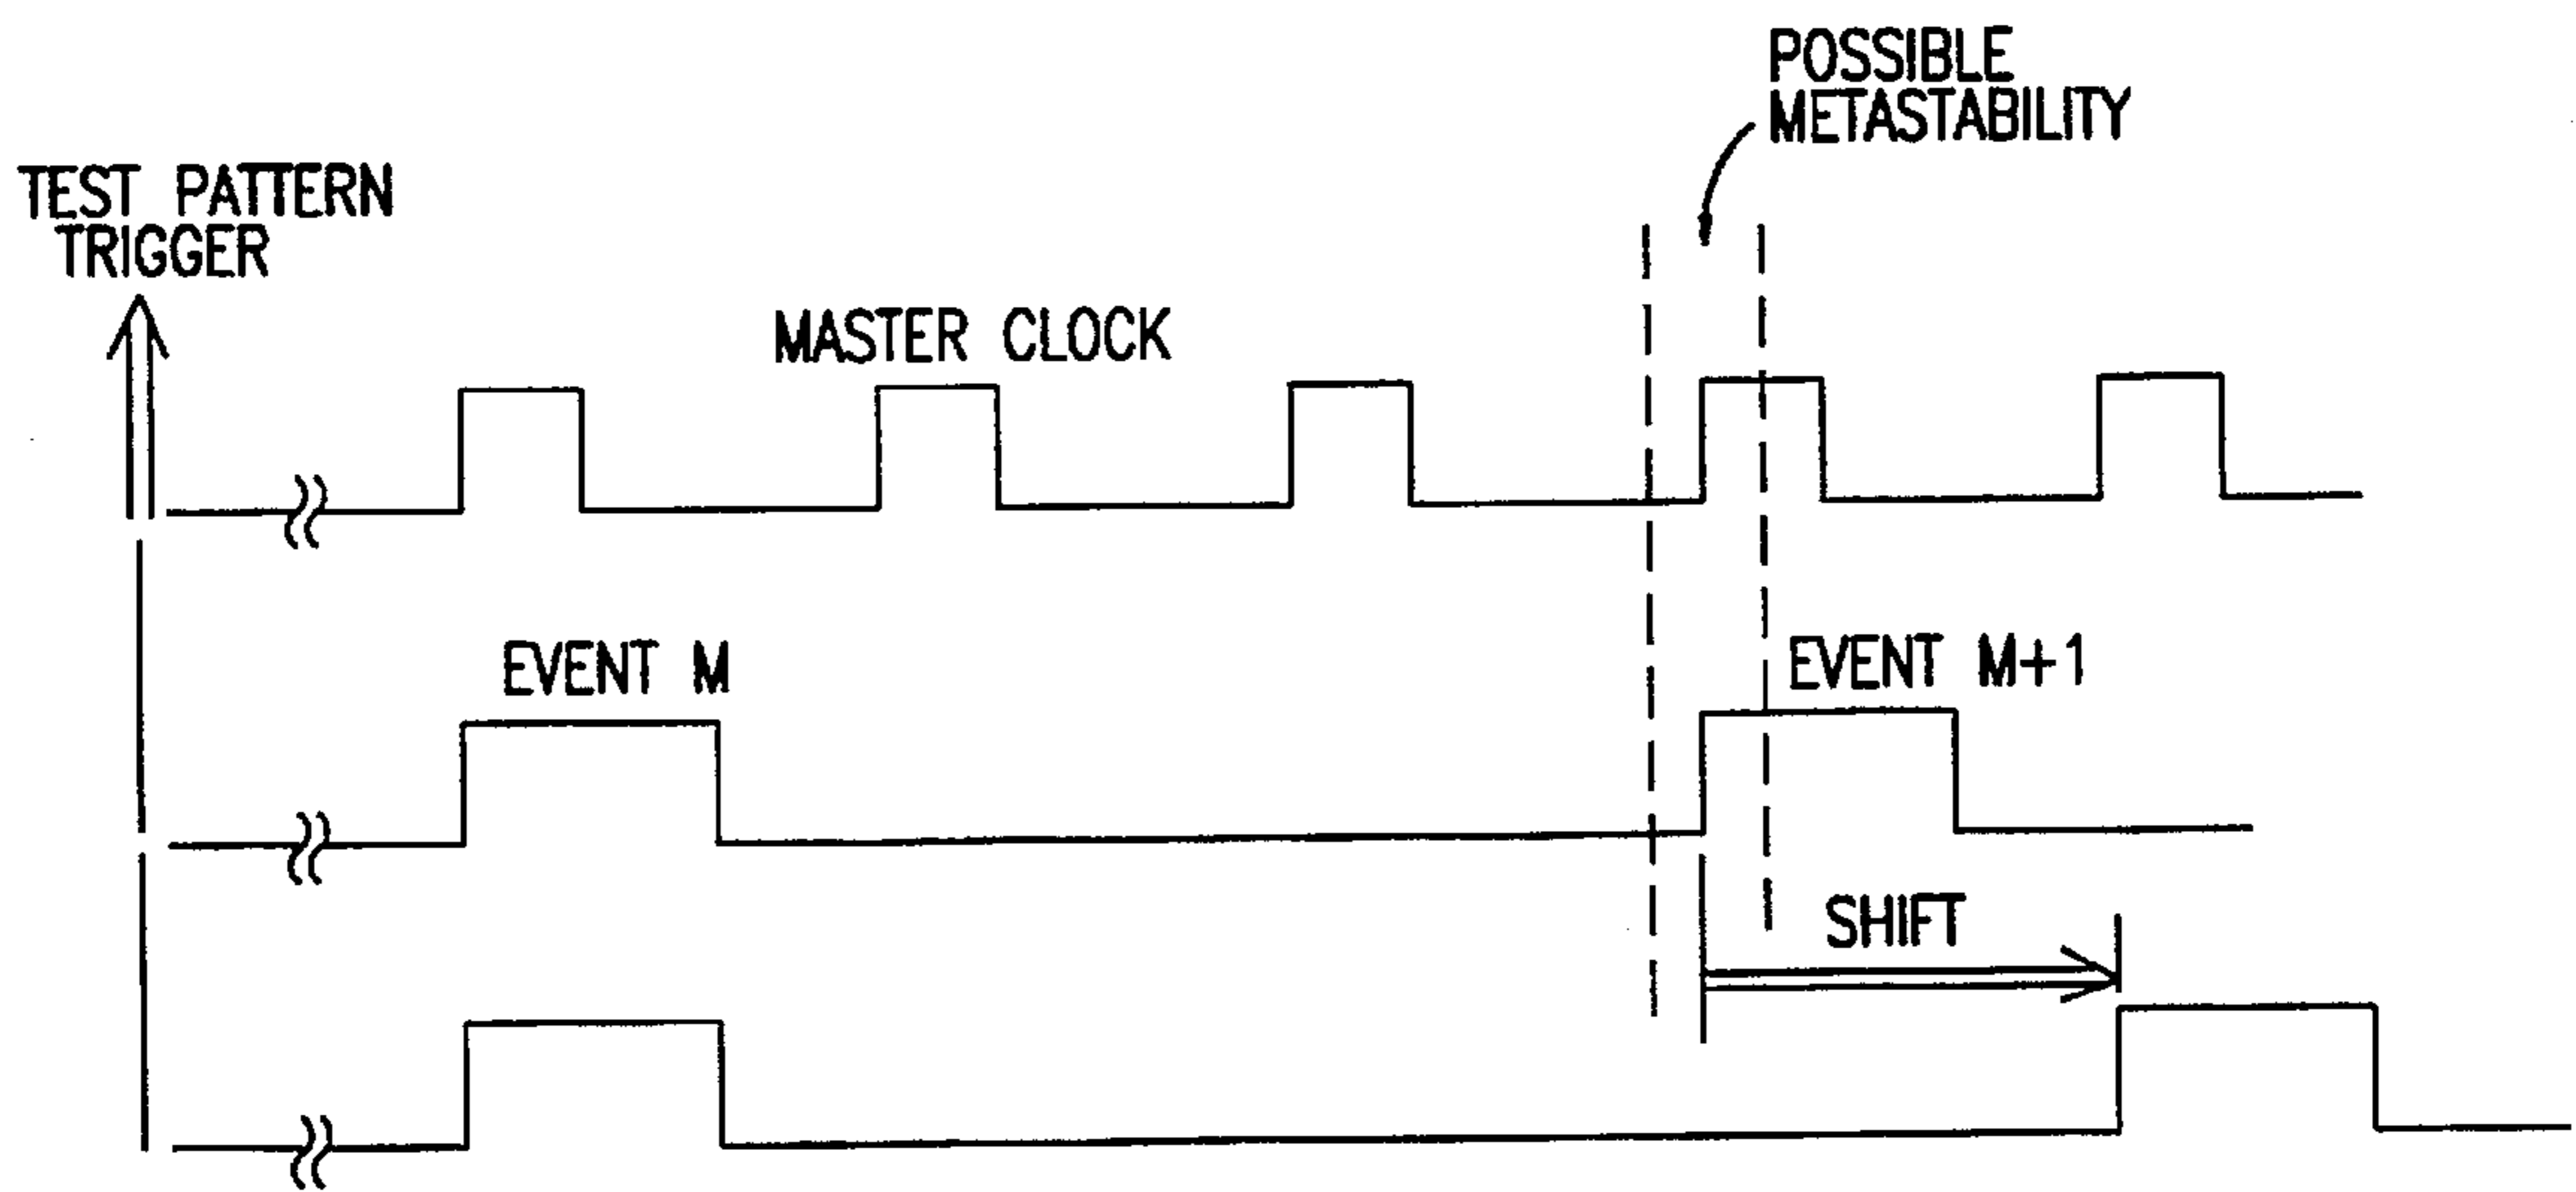 POSSIBLE
METASTABILITY
TEST PATTERN
TRIGGER
MASTER CLOCK
EVENT M
EVENT M+1
SHIFT